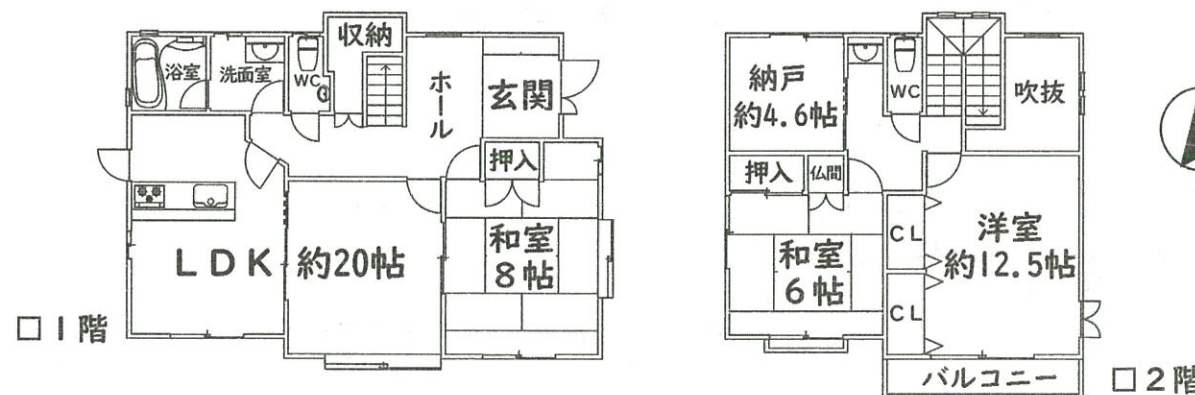 収納
浴室
洗面室
WC
ホール
玄関
押入
LDK 約20帖
和室
8帖
□1階
納戸
約4.6帖
WC
吹抜
押入
仏間
CL
洋室
約12.5帖
和室
6帖
CL
バルコニー
□2階